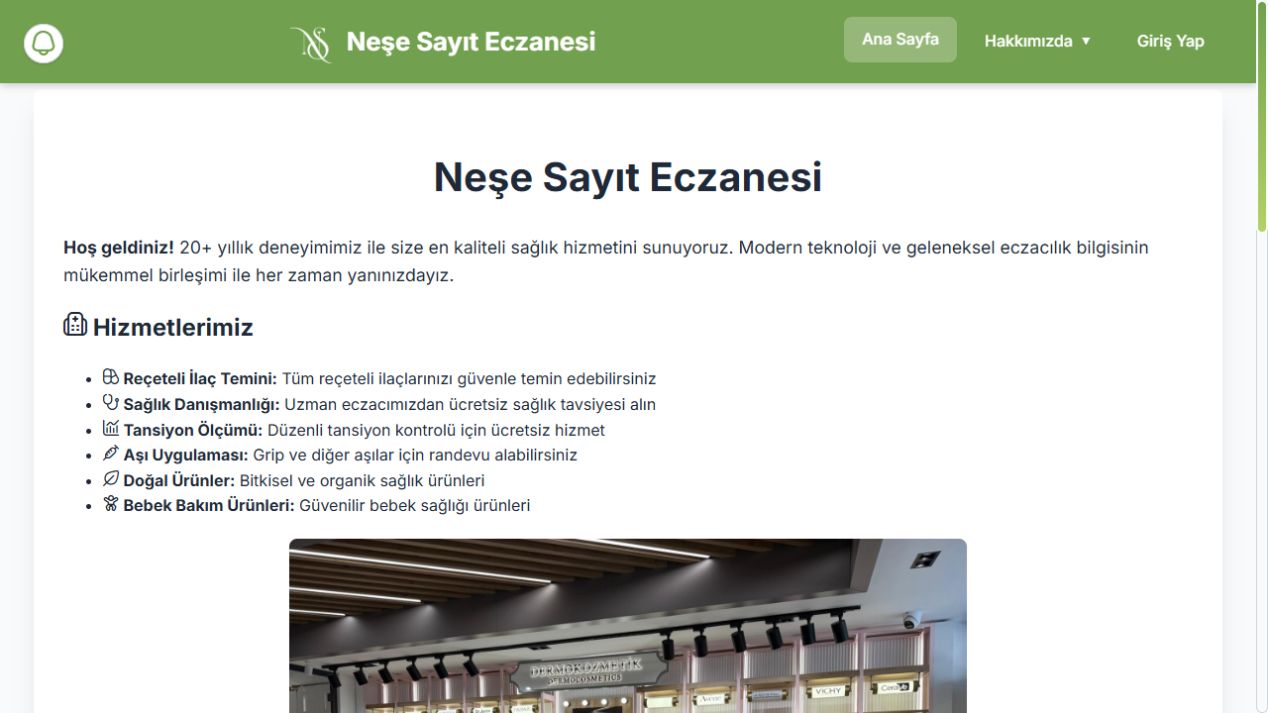 Neşe Sayıt Eczanesi
Ana Sayfa
Hakkımızda ▼
Giriş Yap
Neşe Sayıt Eczanesi
Hoş geldiniz! 20+ yıllık deneyimimiz ile size en kaliteli sağlık hizmetini sunuyoruz. Modern teknoloji ve geleneksel eczacılık bilgisinin
mükemmel birleşimi ile her zaman yanınızdayız.
Hizmetlerimiz
Reçeteli İlaç Temini: Tüm reçeteli ilaçlarınızı güvenle temin edebilirsiniz
Sağlık Danışmanlığı: Uzman eczacımızdan ücretsiz sağlık tavsiyesi alın
Tansiyon Ölçümü: Düzenli tansiyon kontrolü için ücretsiz hizmet
Aşı Uygulaması: Grip ve diğer aşılar için randevu alabilirsiniz
Doğal Ürünler: Bitkisel ve organik sağlık ürünleri
Bebek Bakım Ürünleri: Güvenilir bebek sağlığı ürünleri
DERMOKOZMETİK
DERMOCOSMETICS
Avène
VICHY
CeraVe